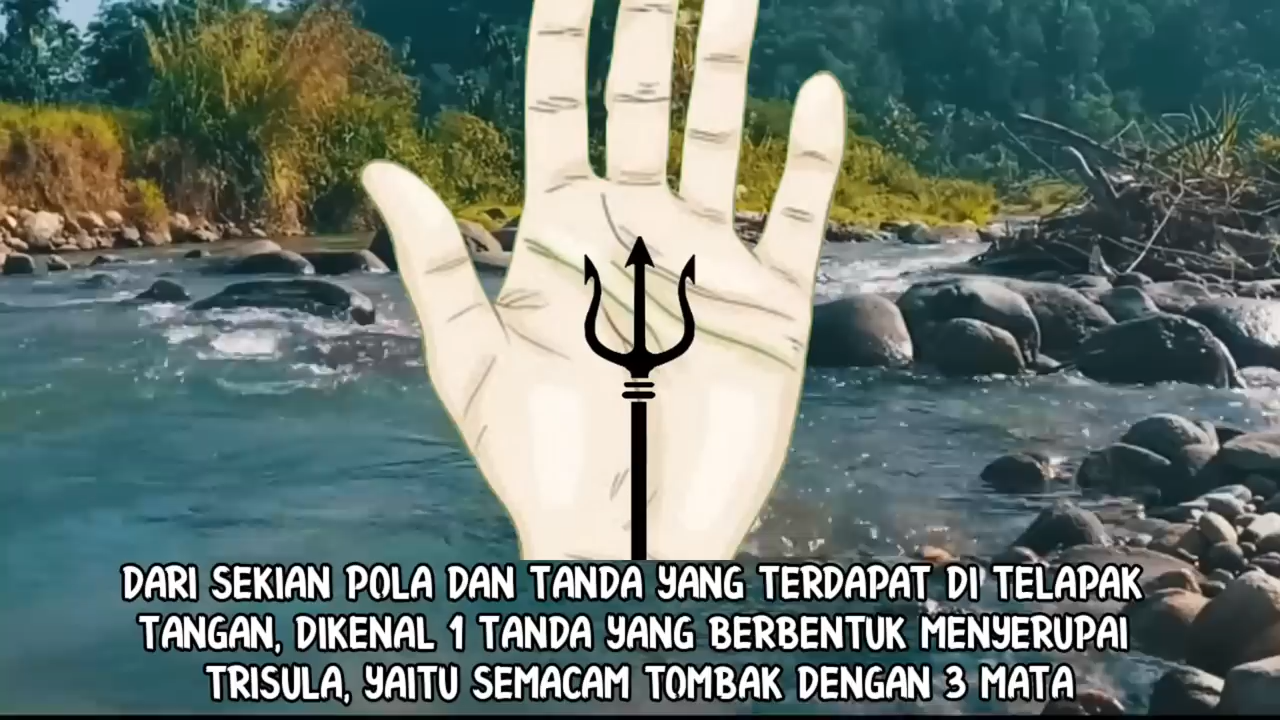 DARI SEKIAN POLA DAN TANDA YANG TERDAPAT DI TELAPAK
TANGAN, DIKENAL 1 TANDA YANG BERBENTUK MENYERUPAI
TRISULA, YAITU SEMACAM TOMBAK DENGAN 3 MATA